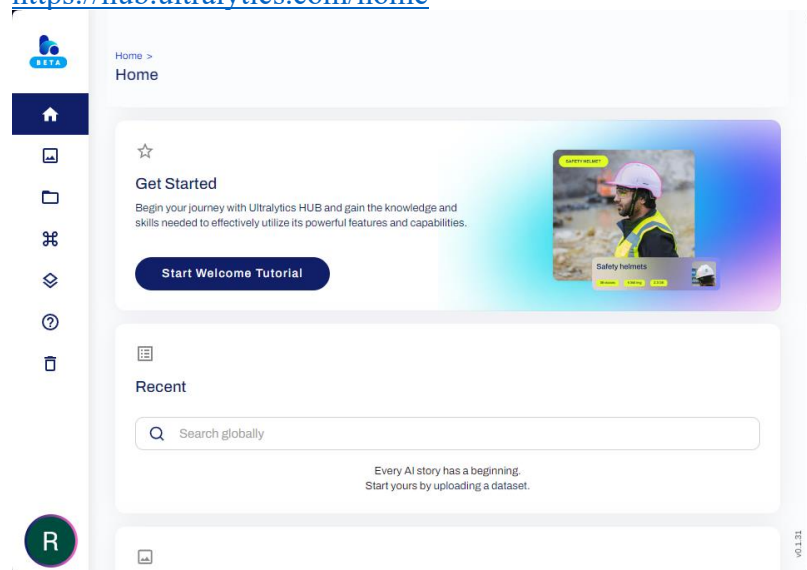 https://hub.ultralytics.com/home
BETA
Home >
Home
Get Started
Begin your journey with Ultralytics HUB and gain the knowledge and
skills needed to effectively utilize its powerful features and capabilities.
Start Welcome Tutorial
SAFETY HELMET
Safety helmets
Recent
Search globally
Every AI story has a beginning.
Start yours by uploading a dataset.
R
v0.1.31